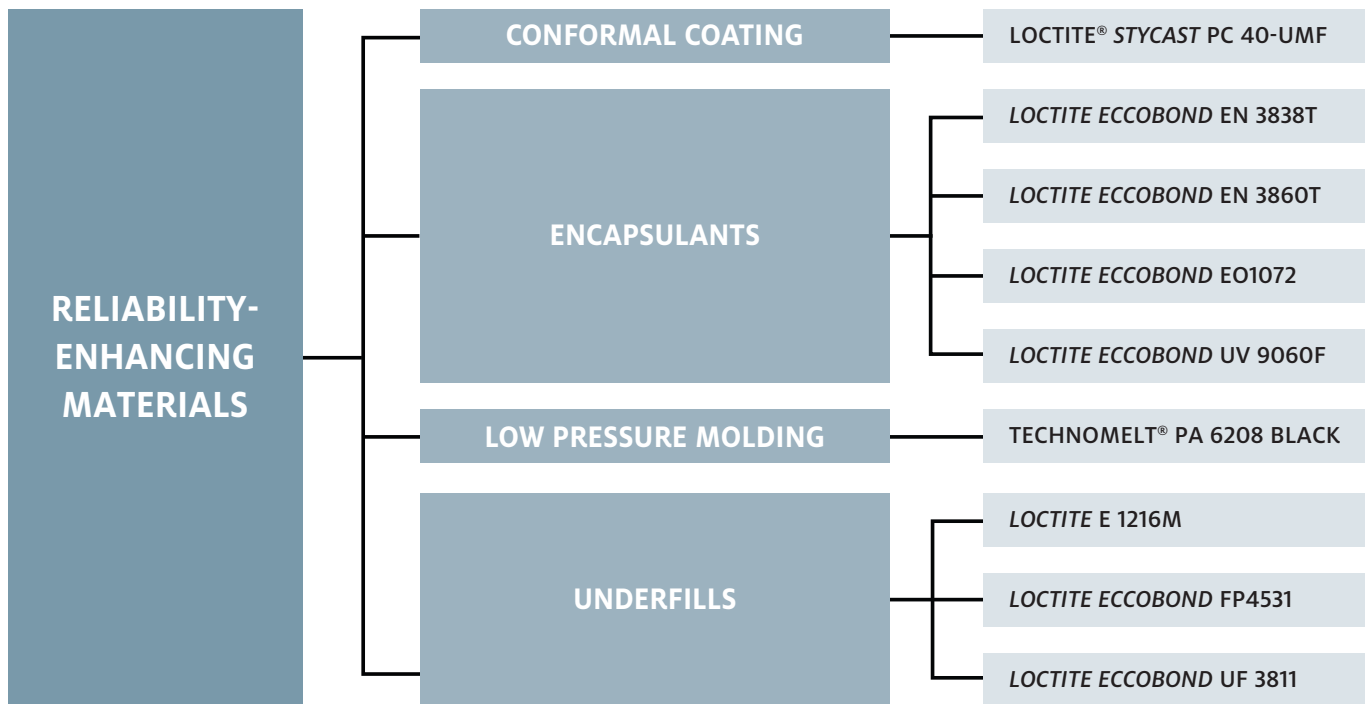 RELIABILITY-
ENHANCING
MATERIALS
CONFORMAL COATING
LOCTITE® STYCAST PC 40-UMF
ENCAPSULANTS
LOCTITE ECCOBOND EN 3838T
LOCTITE ECCOBOND EN 3860T
LOCTITE ECCOBOND EO1072
LOCTITE ECCOBOND UV 9060F
LOW PRESSURE MOLDING
TECHNOMELT® PA 6208 BLACK
UNDERFILLS
LOCTITE E 1216M
LOCTITE ECCOBOND FP4531
LOCTITE ECCOBOND UF 3811